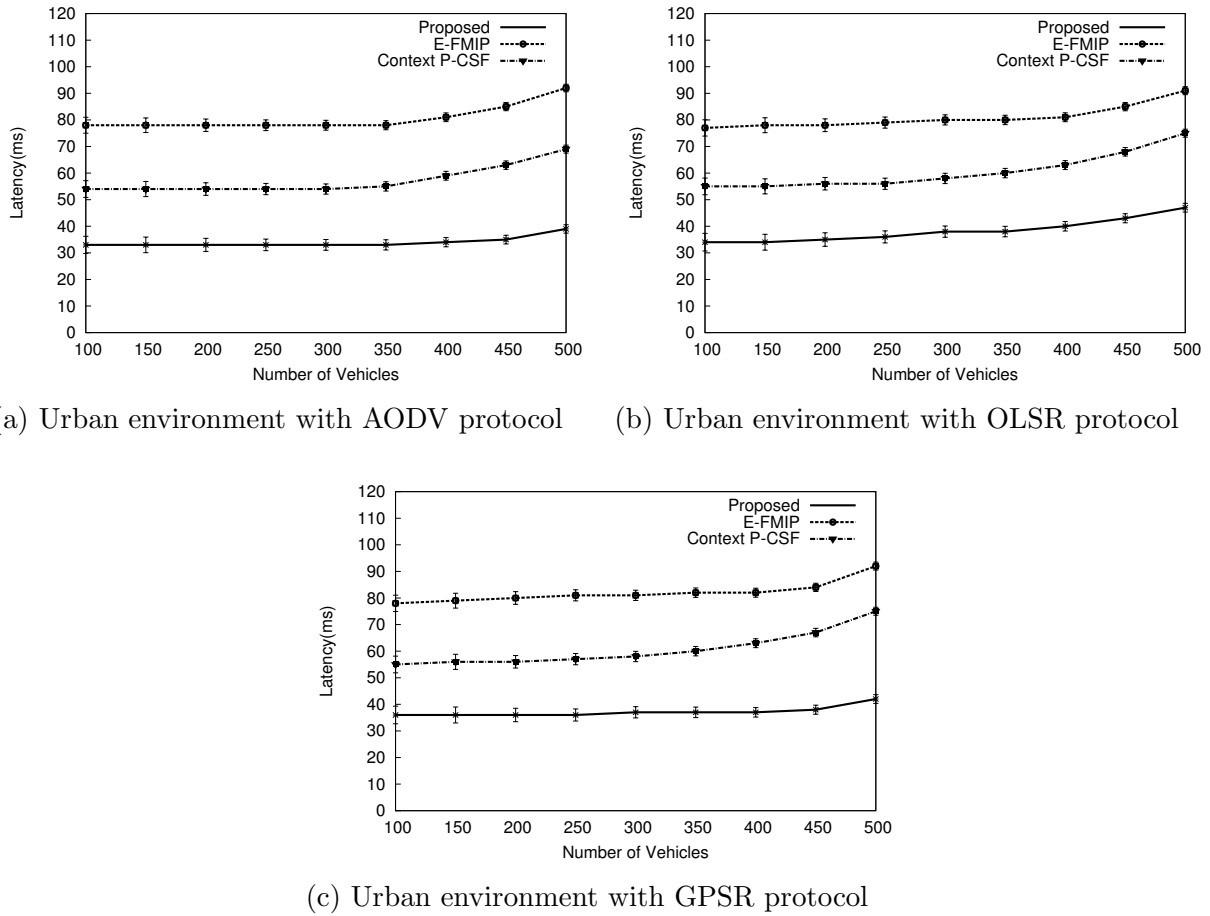 120
110
100
90
80
70
60
50
40
30
20
10
0
Latency(ms)
Proposed
E-FMIP
Context P-CSF
100 150 200 250 300 350 400 450 500
Number of Vehicles
a) Urban environment with AODV protocol
120
110
100
90
80
70
60
50
40
30
20
10
0
Latency(ms)
Proposed
E-FMIP
Context P-CSF
100 150 200 250 300 350 400 450 500
Number of Vehicles
(b) Urban environment with OLSR protocol
120
110
100
90
80
70
60
50
40
30
20
10
0
Latency(ms)
Proposed
E-FMIP
Context P-CSF
100 150 200 250 300 350 400 450 500
Number of Vehicles
(c) Urban environment with GPSR protocol